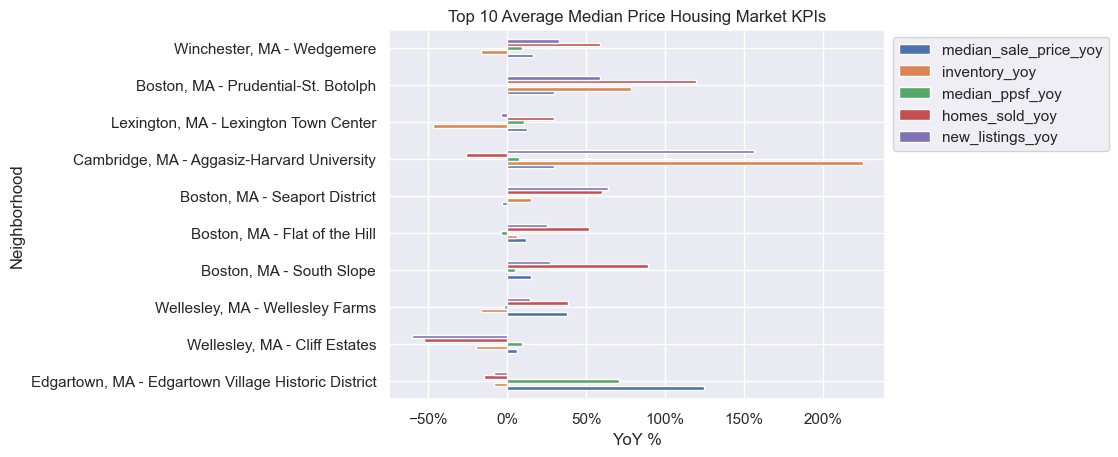 Top 10 Average Median Price Housing Market KPIs
Winchester, MA - Wedgemere
Boston, MA - Prudential-St. Botolph
Lexington, MA - Lexington Town Center
Cambridge, MA - Aggasiz-Harvard University
Boston, MA - Seaport District
Boston, MA - Flat of the Hill
Boston, MA - South Slope
Wellesley, MA - Wellesley Farms
Wellesley, MA - Cliff Estates
Edgartown, MA - Edgartown Village Historic District
Neighborhood
−50%
0%
50%
100%
150%
200%
YoY %
median_sale_price_yoy
inventory_yoy
median_ppsf_yoy
homes_sold_yoy
new_listings_yoy